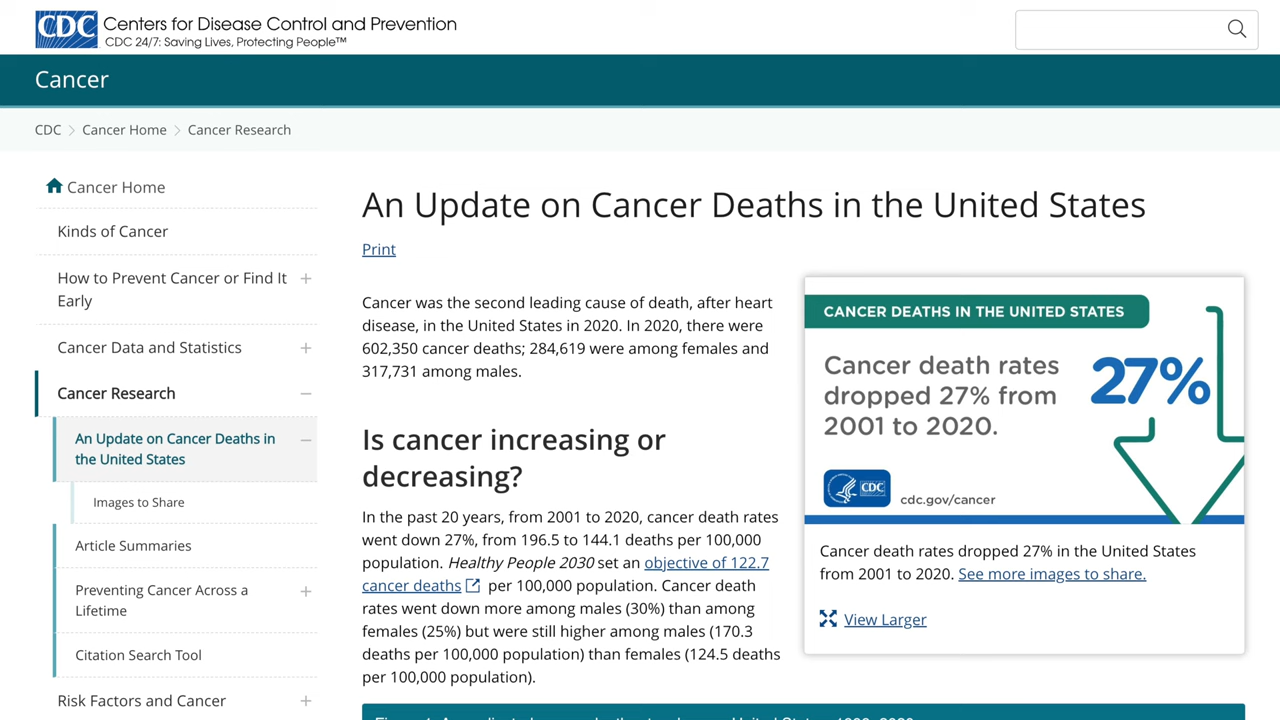 CDC Centers for Disease Control and Prevention
CDC 24/7: Saving Lives, Protecting People™
Cancer
CDC > Cancer Home > Cancer Research
Cancer Home
Kinds of Cancer
How to Prevent Cancer or Find It
Early
Cancer Data and Statistics
Cancer Research
An Update on Cancer Deaths in
the United States
Images to Share
Article Summaries
Preventing Cancer Across a
Lifetime
Citation Search Tool
Risk Factors and Cancer
An Update on Cancer Deaths in the United States
Print
Cancer was the second leading cause of death, after heart
disease, in the United States in 2020. In 2020, there were
602,350 cancer deaths; 284,619 were among females and
317,731 among males.
Is cancer increasing or
decreasing?
In the past 20 years, from 2001 to 2020, cancer death rates
went down 27%, from 196.5 to 144.1 deaths per 100,000
population. Healthy People 2030 set an objective of 122.7
cancer deaths per 100,000 population. Cancer death
rates went down more among males (30%) than among
females (25%) but were still higher among males (170.3
deaths per 100,000 population) than females (124.5 deaths
per 100,000 population).
CANCER DEATHS IN THE UNITED STATES
Cancer death rates
dropped 27% from
2001 to 2020.
27%
CDC
cdc.gov/cancer
Cancer death rates dropped 27% in the United States
from 2001 to 2020. See more images to share.
View Larger